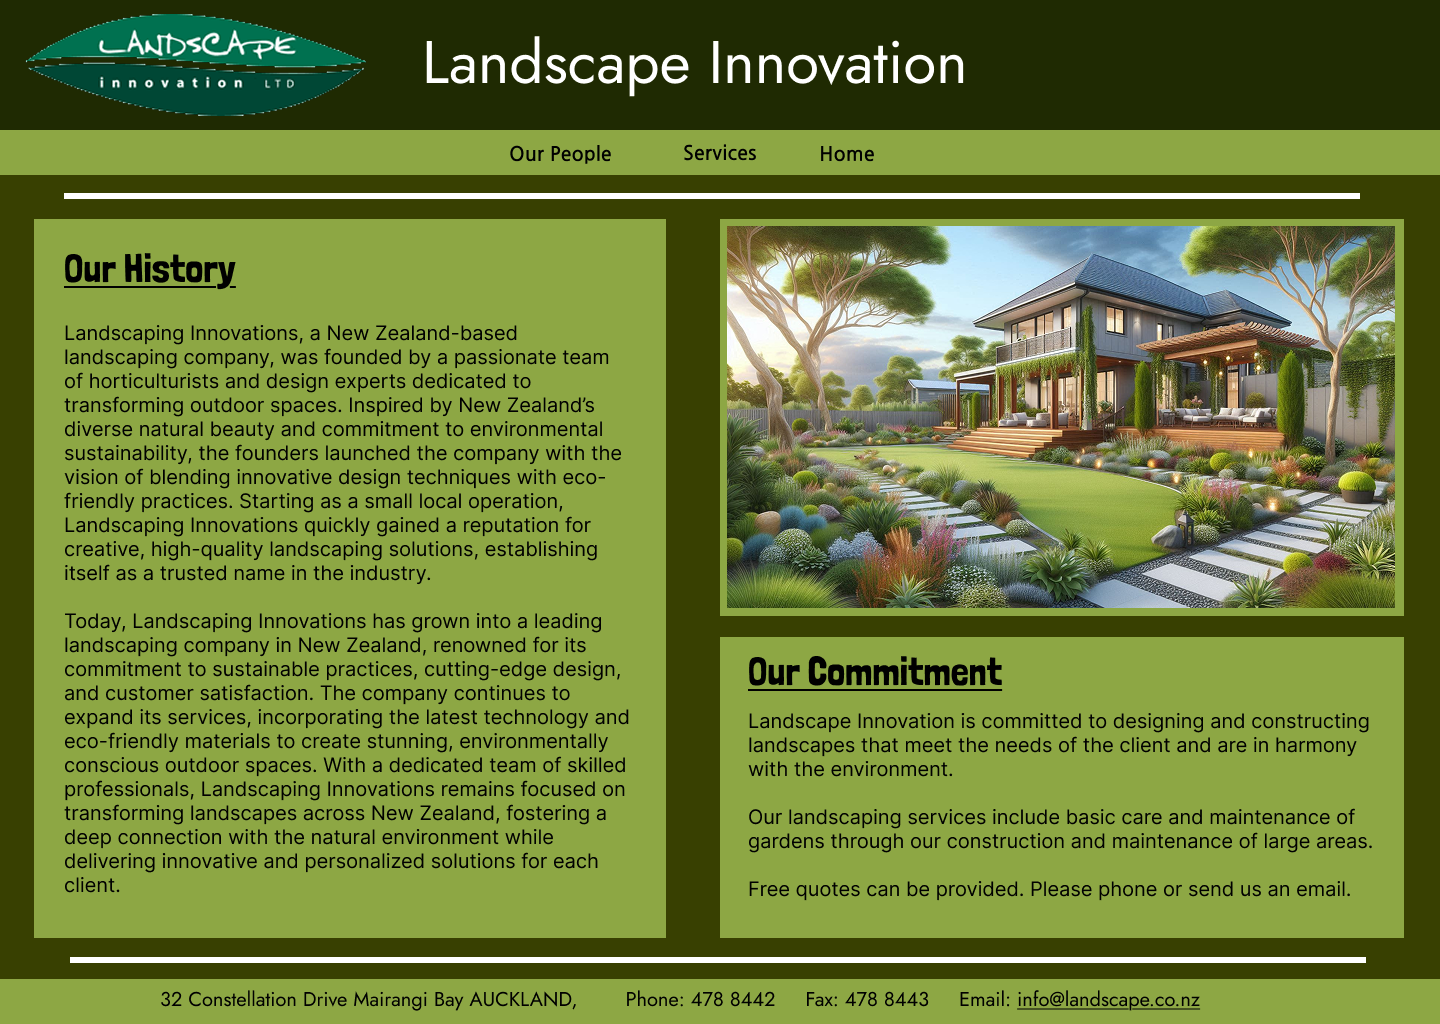 LANDSCAPE
innovation LTD
Landscape Innovation
Our People
Services
Home
Our History
Landscaping Innovations, a New Zealand-based
landscaping company, was founded by a passionate team
of horticulturists and design experts dedicated to
transforming outdoor spaces. Inspired by New Zealand’s
diverse natural beauty and commitment to environmental
sustainability, the founders launched the company with the
vision of blending innovative design techniques with eco-
friendly practices. Starting as a small local operation,
Landscaping Innovations quickly gained a reputation for
creative, high-quality landscaping solutions, establishing
itself as a trusted name in the industry.
Today, Landscaping Innovations has grown into a leading
landscaping company in New Zealand, renowned for its
commitment to sustainable practices, cutting-edge design,
and customer satisfaction. The company continues to
expand its services, incorporating the latest technology and
eco-friendly materials to create stunning, environmentally
conscious outdoor spaces. With a dedicated team of skilled
professionals, Landscaping Innovations remains focused on
transforming landscapes across New Zealand, fostering a
deep connection with the natural environment while
delivering innovative and personalized solutions for each
client.
Our Commitment
Landscape Innovation is committed to designing and constructing
landscapes that meet the needs of the client and are in harmony
with the environment.
Our landscaping services include basic care and maintenance of
gardens through our construction and maintenance of large areas.
Free quotes can be provided. Please phone or send us an email.
32 Constellation Drive Mairangi Bay AUCKLAND, Phone: 478 8442 Fax: 478 8443 Email: info@landscape.co.nz